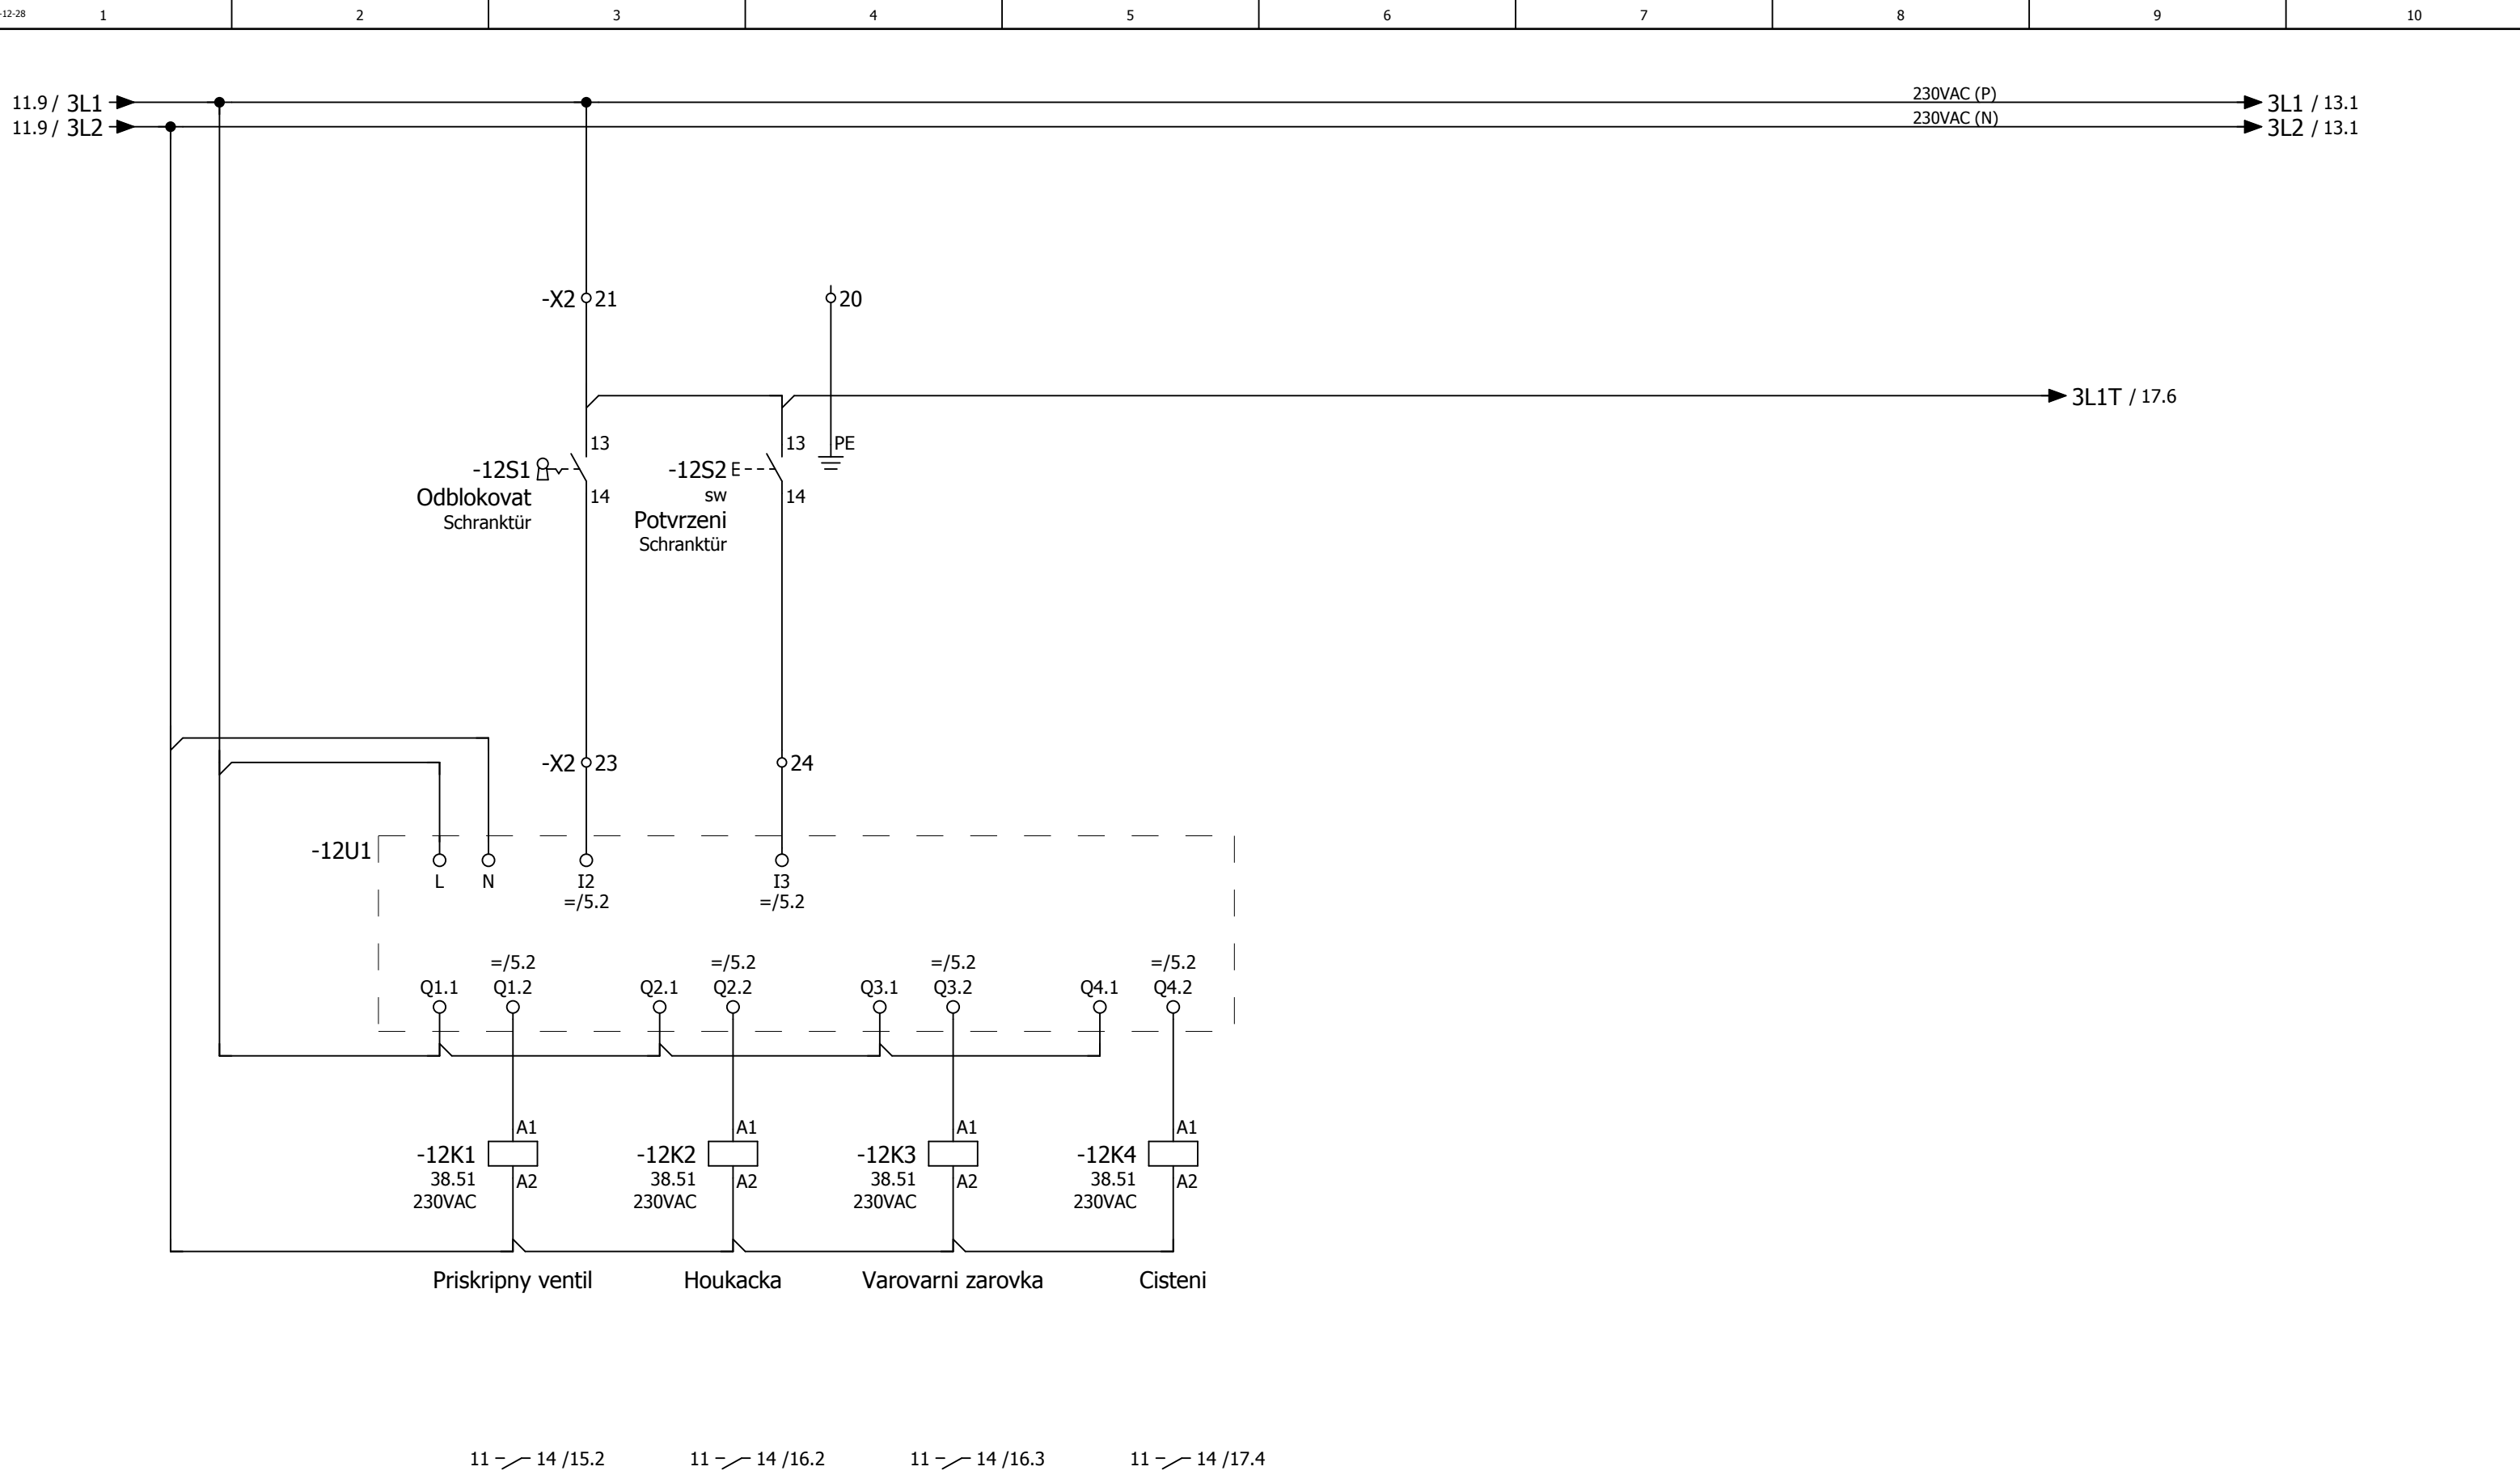 -12-28
1 2 3 4 5 6 7 8 9 10
11.9 / 3L1 230VAC (P) 3L1 / 13.1
11.9 / 3L2 230VAC (N) 3L2 / 13.1
-X2 21 20
3L1T / 17.6
13 13 PE
-12S1 -12S2
Odblokovat 14 sw 14
Schranktür Potvrzeni
Schranktür
-X2 23 24
-12U1
L N I2 I3
=/5.2 =/5.2
=/5.2 =/5.2 =/5.2 =/5.2
Q1.1 Q1.2 Q2.1 Q2.2 Q3.1 Q3.2 Q4.1 Q4.2
A1 A1 A1 A1
-12K1 -12K2 -12K3 -12K4
38.51 A2 38.51 A2 38.51 A2 38.51 A2
230VAC 230VAC 230VAC 230VAC
Priskripny ventil Houkacka Varovarni zarovka Cisteni
11 14 /15.2 11 14 /16.2 11 14 /16.3 11 14 /17.4